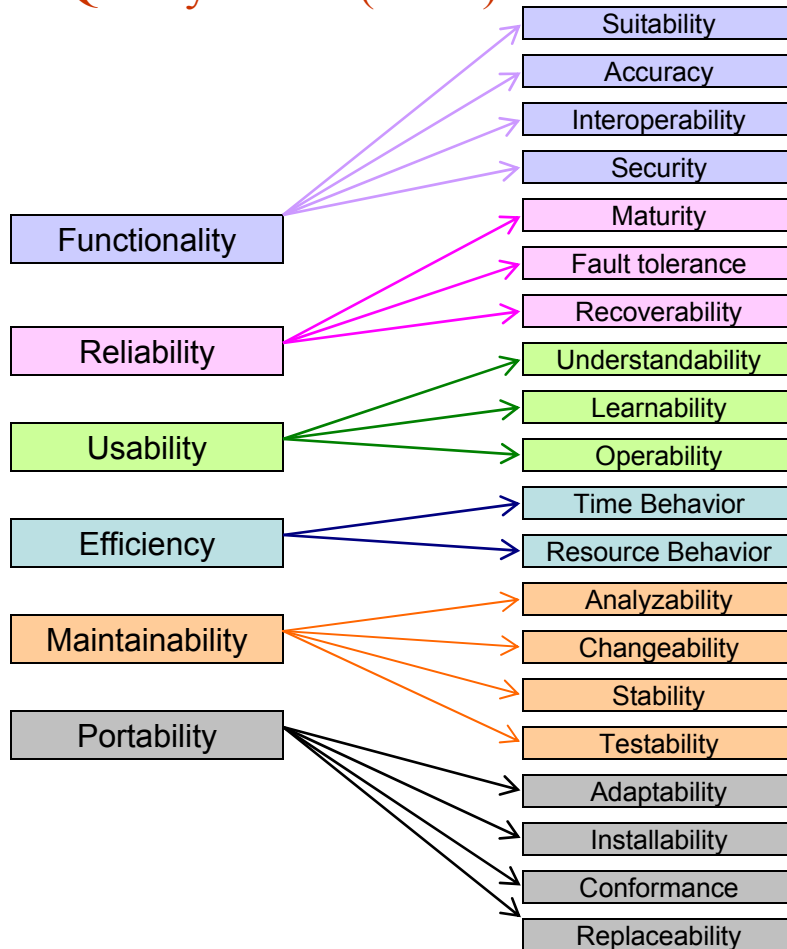 Suitability
Accuracy
Interoperability
Security
Functionality
Maturity
Fault tolerance
Recoverability
Reliability
Understandability
Learnability
Operability
Usability
Time Behavior
Resource Behavior
Efficiency
Analyzability
Changeability
Stability
Testability
Maintainability
Portability
Adaptability
Installability
Conformance
Replaceability